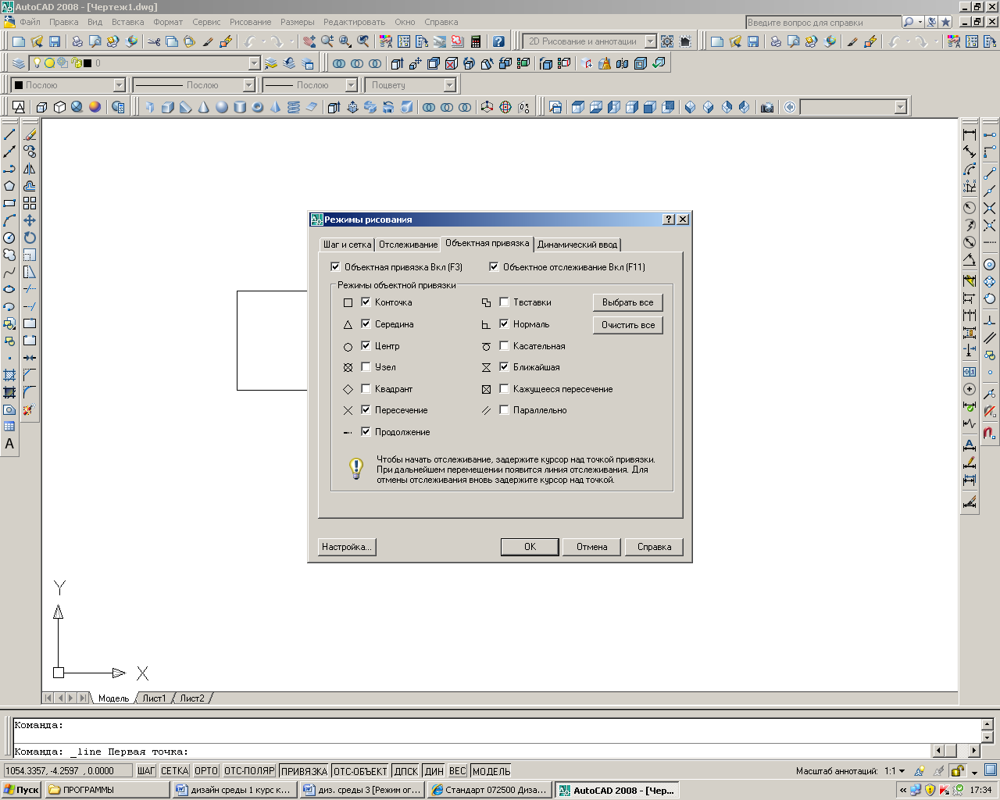 AutoCAD 2008 - [Чертеж1.dwg]
Файл Правка Вид Вставка Формат Сервис Рисование Размеры Редактировать Окно Справка
Введите вопрос для справки
2D Рисование и аннотации
0
Послою Послою Послою Поцвету
Режимы рисования
Шаг и сетка Отслеживание Объектная привязка Динамический ввод
Объектная привязка Вкл (F3) Объектное отслеживание Вкл (F11)
Режимы объектной привязки
Конточка Твставки Выбрать все
Середина Нормаль Очистить все
Центр Касательная
Узел Ближайшая
Квадрант Кажущееся пересечение
Пересечение Параллельно
Продолжение
Чтобы начать отслеживание, задержите курсор над точкой привязки.
При дальнейшем перемещении появится линия отслеживания. Для
отмены отслеживания вновь задержите курсор над точкой.
Настройка... OK Отмена Справка
A
A
Y
X
Модель Лист1 Лист2
Команда:
Команда: _line Первая точка:
1054.3357, -4.2597 , 0.0000 ШАГ СЕТКА ОРТО ОТС-ПОЛЯР ПРИВЯЗКА ОТС-ОБЪЕКТ ДПСК ДИН ВЕС МОДЕЛЬ Масштаб аннотаций: 1:1
Пуск ПРОГРАММЫ дизайн среды 1 курс к... диз. среды 3 [Режим ог... Стандарт 072500 Диза... AutoCAD 2008 - [Чер... « 17:34